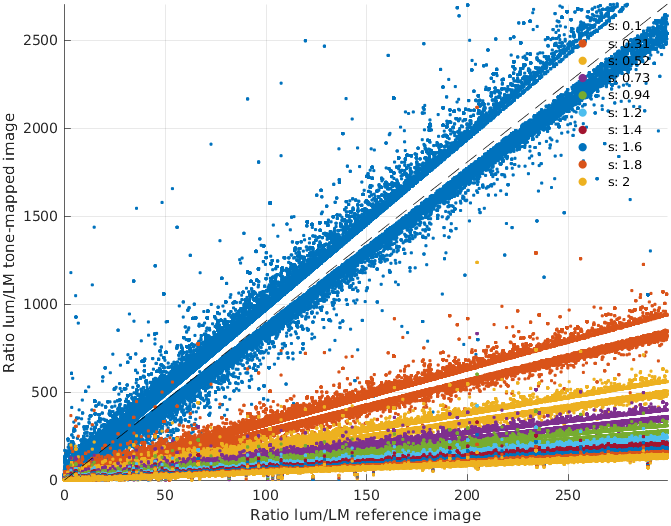 2500
2000
1500
1000
500
0
Ratio lum/LM tone-mapped image
s: 0.1
s: 0.31
s: 0.52
s: 0.73
s: 0.94
s: 1.2
s: 1.4
s: 1.6
s: 1.8
s: 2
0 50 100 150 200 250
Ratio lum/LM reference image